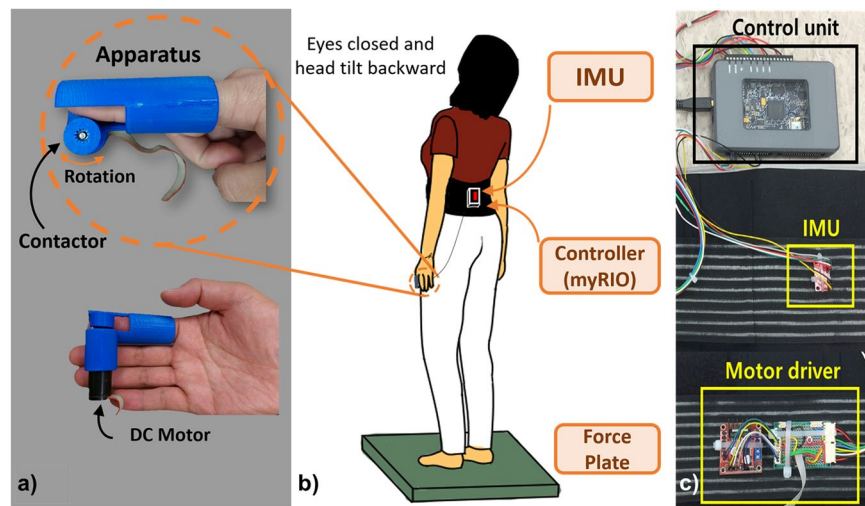 Apparatus
Rotation
Contactor
DC Motor
a)
Eyes closed and
head tilt backward
IMU
Controller
(myRIO)
Force
Plate
b)
Control unit
IMU
Motor driver
c)